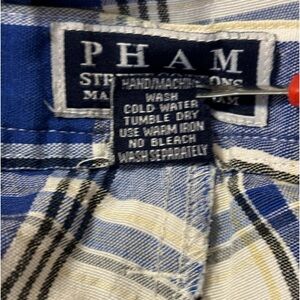 PHAM
HAND/MACHINE
WASH
COLD WATER
TUMBLE DRY
USE WARM IRON
NO BLEACH
WASH SEPARATELY